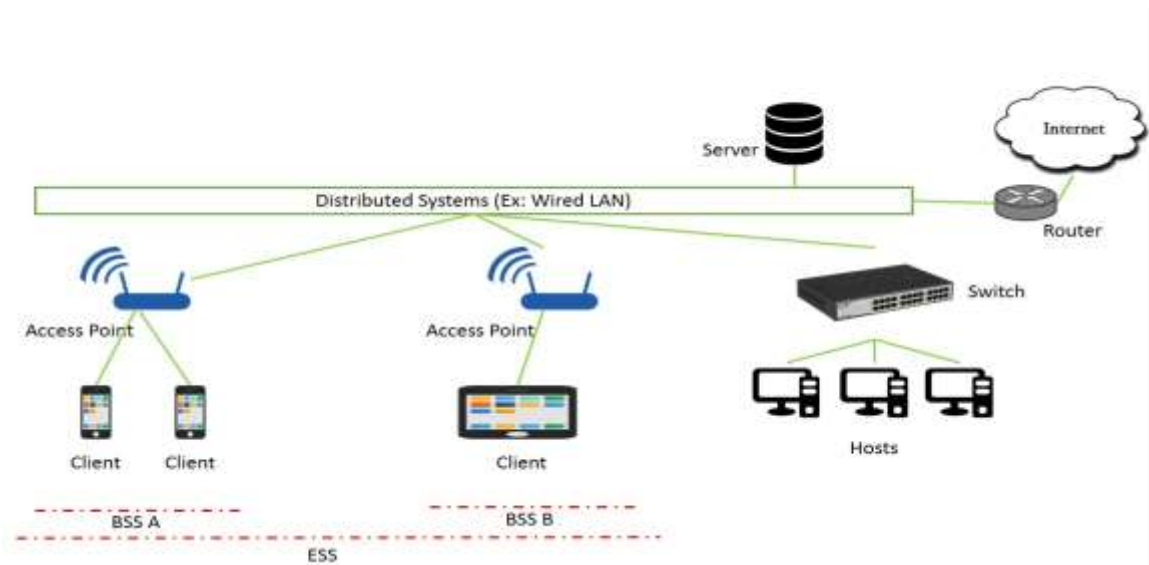 Internet
Server
Distributed Systems (Ex: Wired LAN)
Router
Switch
Access Point
Access Point
Client
Client
Client
Hosts
BSS A
BSS B
ESS